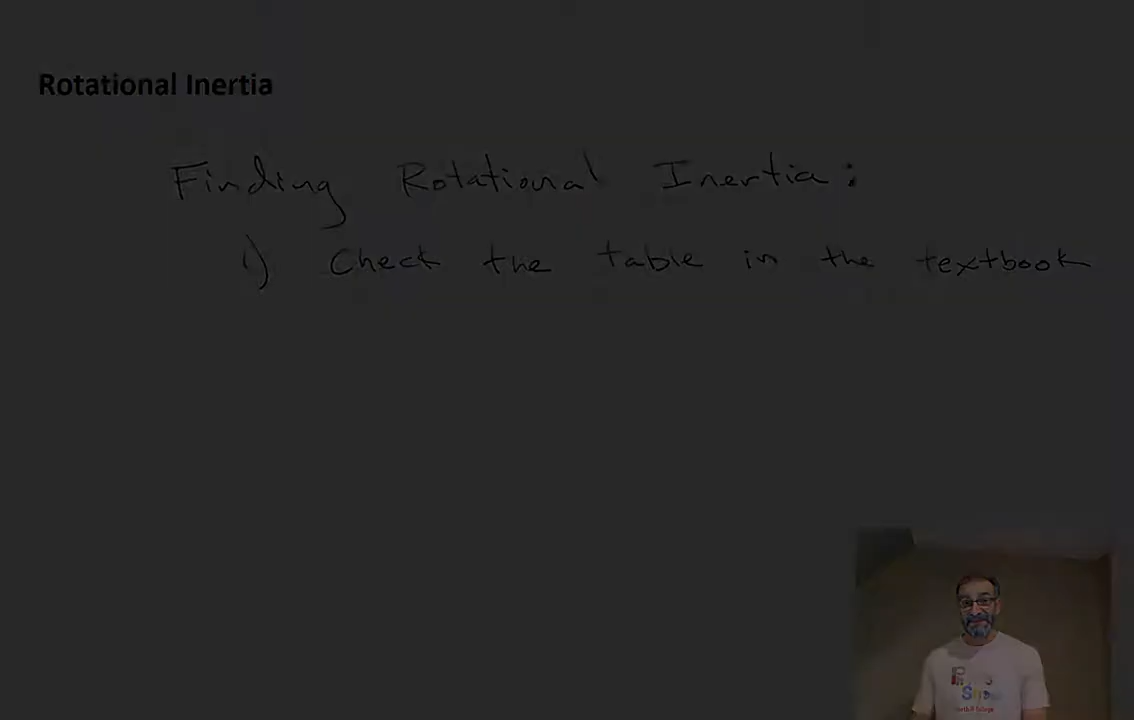 Rotational Inertia
Finding Rotational Inertia:
1) Check the table in the textbook